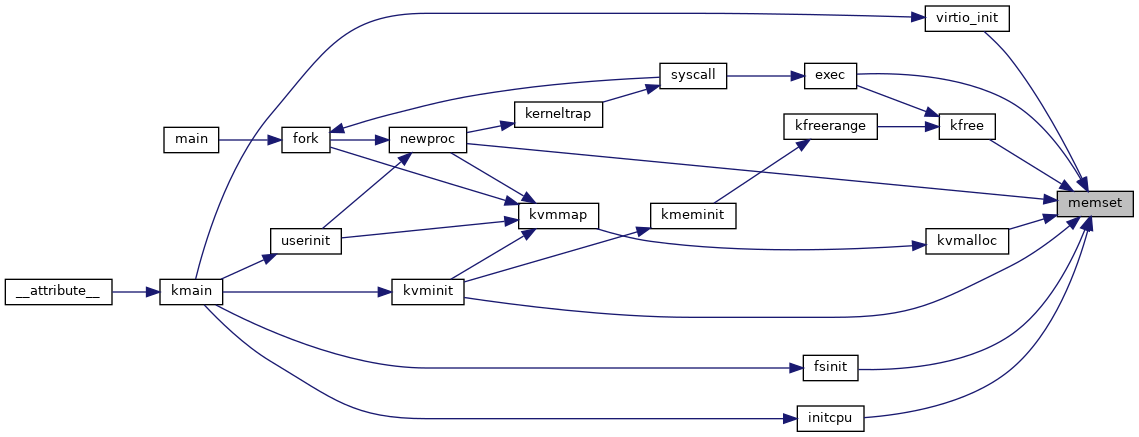 virtio_init
syscall
exec
kerneltrap
kfreerange
kfree
main
fork
newproc
memset
kvmmap
kmeminit
userinit
kvmalloc
__attribute__
kmain
kvminit
fsinit
initcpu